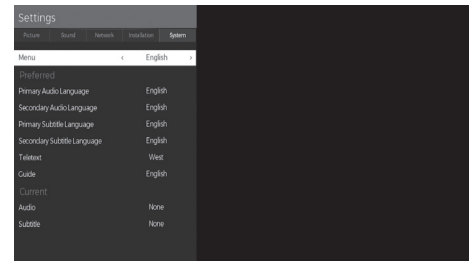 Settings
Picture Sound Network Installation System
Menu ‹ English ›
Preferred
Primary Audio Language English
Secondary Audio Language English
Primary Subtitle Language English
Secondary Subtitle Language English
Teletext West
Guide English
Current
Audio None
Subtitle None